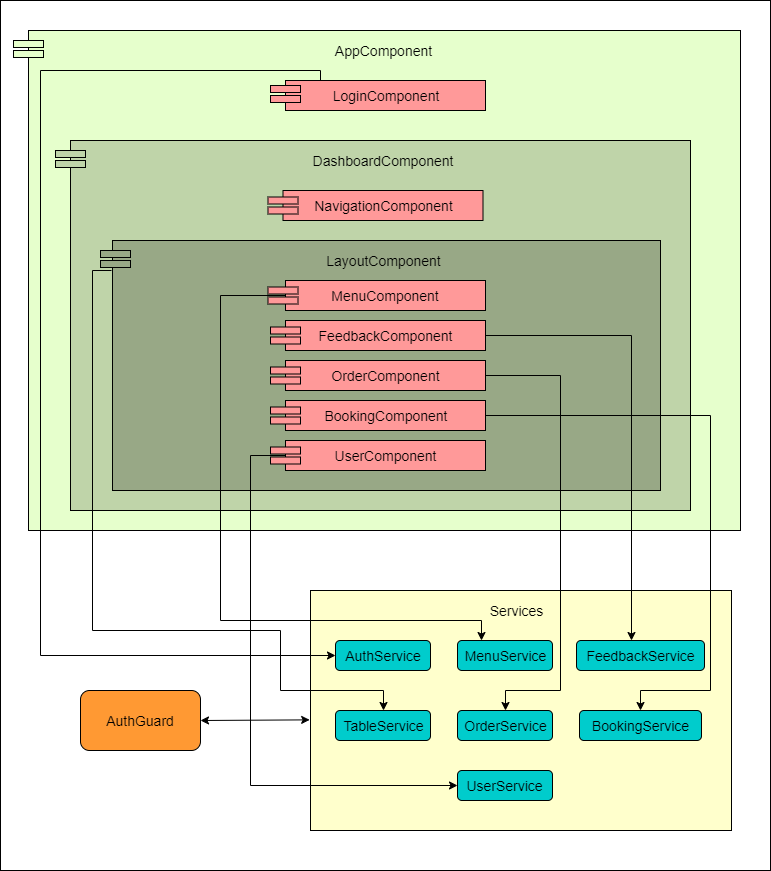 AppComponent
LoginComponent
DashboardComponent
NavigationComponent
LayoutComponent
MenuComponent
FeedbackComponent
OrderComponent
BookingComponent
UserComponent
Services
AuthService
MenuService
FeedbackService
AuthGuard
TableService
OrderService
BookingService
UserService